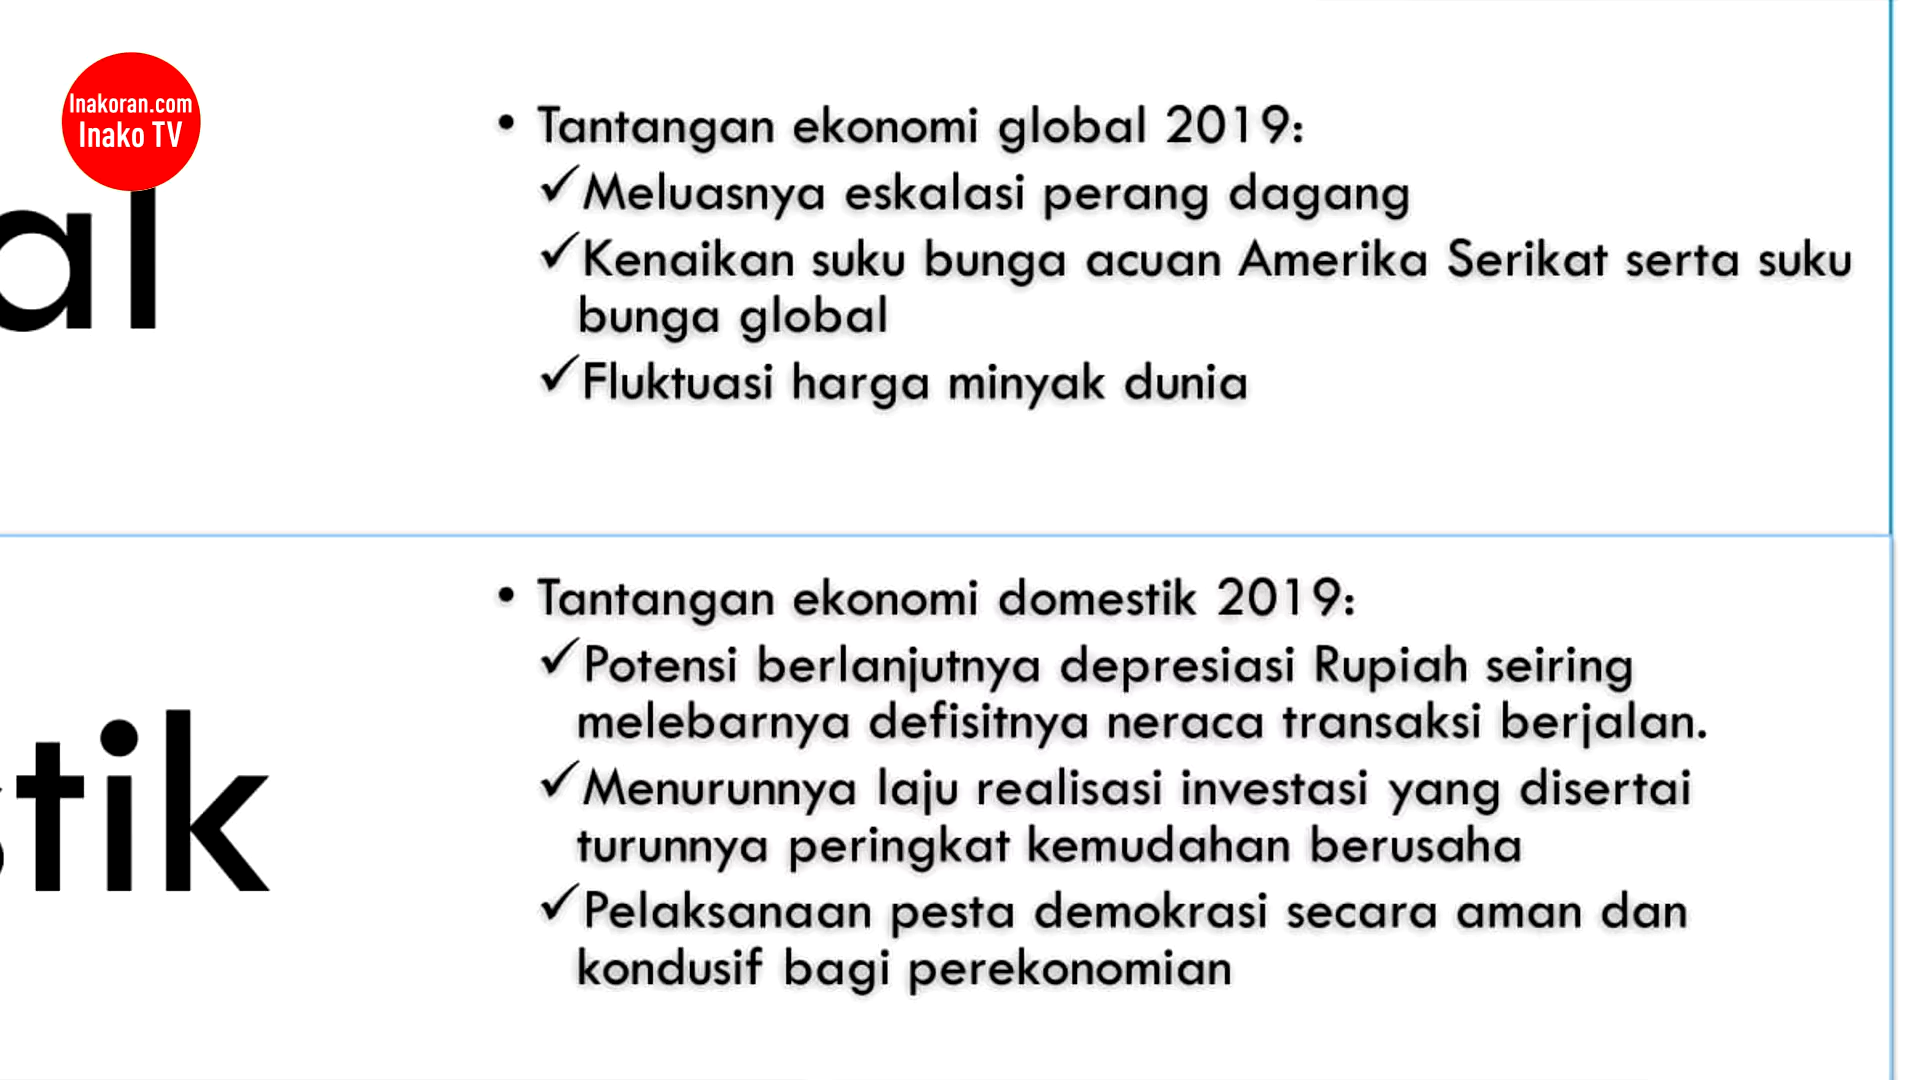 Inakoran.com
Inako TV
al
• Tantangan ekonomi global 2019:
✓Meluasnya eskalasi perang dagang
✓Kenaikan suku bunga acuan Amerika Serikat serta suku
bunga global
✓Fluktuasi harga minyak dunia
tik
• Tantangan ekonomi domestik 2019:
✓Potensi berlanjutnya depresiasi Rupiah seiring
melebarnya defisitnya neraca transaksi berjalan.
✓Menurunnya laju realisasi investasi yang disertai
turunnya peringkat kemudahan berusaha
✓Pelaksanaan pesta demokrasi secara aman dan
kondusif bagi perekonomian